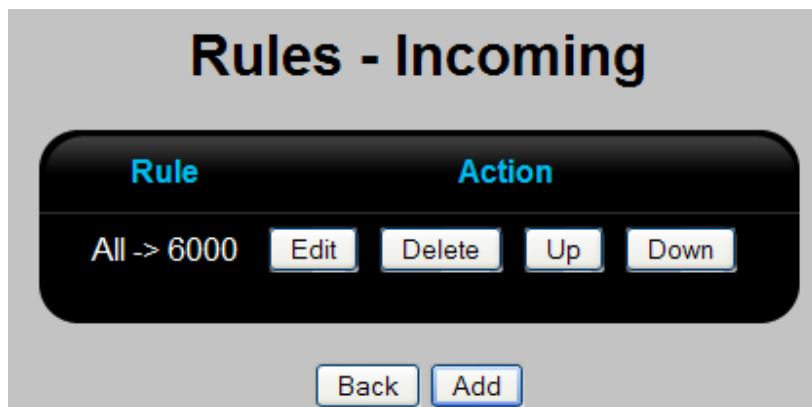 Rules - Incoming
Rule Action
All -> 6000 Edit Delete Up Down
Back Add